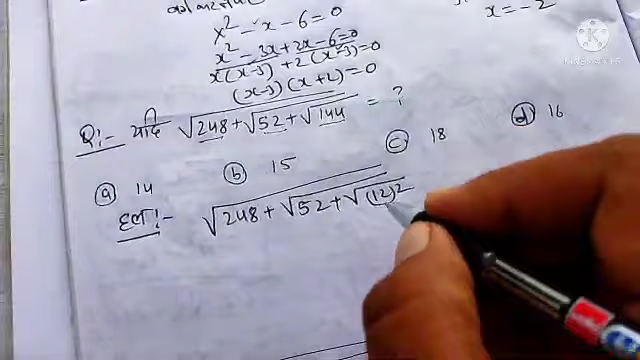 x² - x - 6 = 0
x² - 3x + 2x - 6 = 0
x(x-3) + 2(x-3) = 0
(x-3)(x+2) = 0
x = -2
Q:- यदि √248+√52+√144 = ?
(a) 14 (b) 15 (c) 18 (d) 16
हल:- √248+√52+√(12)²
KINEMASTER